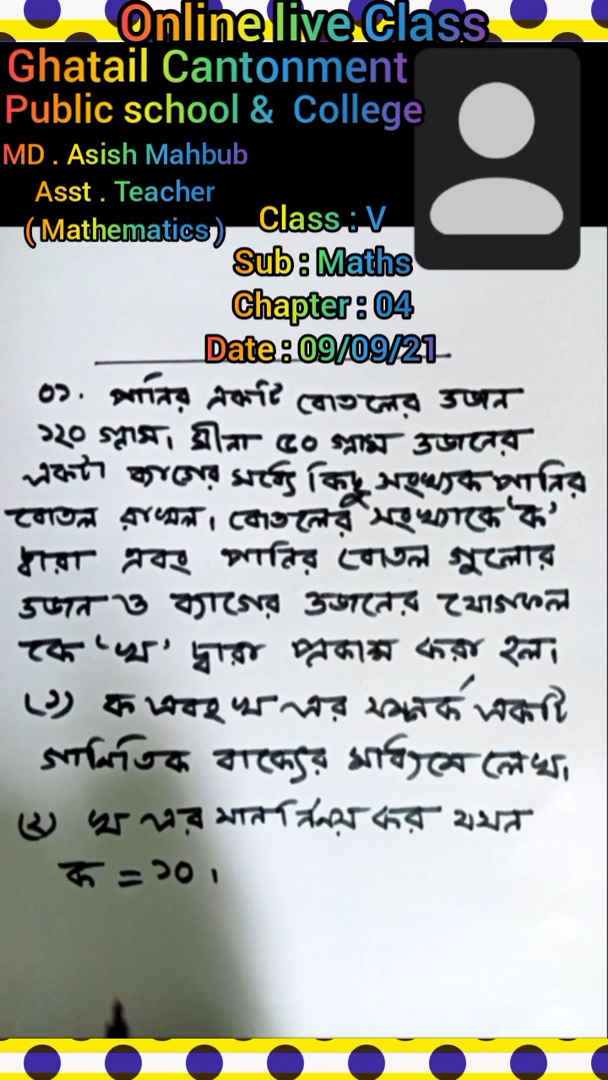 Online live Class
Ghatail Cantonment
Public school & College
MD . Asish Mahbub
Asst . Teacher
( Mathematics )
Class : V
Sub : Maths
Chapter : 04
Date : 09/09/21
০১. পানির একটি বোতলের ওজন
১২০ গ্রাম। মীনা ৫০ গ্রাম ওজনের
একটা ব্যাগের মধ্যে কিছু সংখ্যক পানির
বোতল রাখল। বোতলের সংখ্যাকে 'ক'
দ্বারা এবং পানির বোতল গুলোর
ওজন ও ব্যাগের ওজনের যোগফল
কে 'খ' দ্বারা প্রকাশ করা হল।
(১) ক এবং খ এর সম্পর্ক একটি
গাণিতিক বাক্যের মাধ্যমে লেখ।
(২) খ এর মান নির্ণয় কর যখন
ক = ১০।